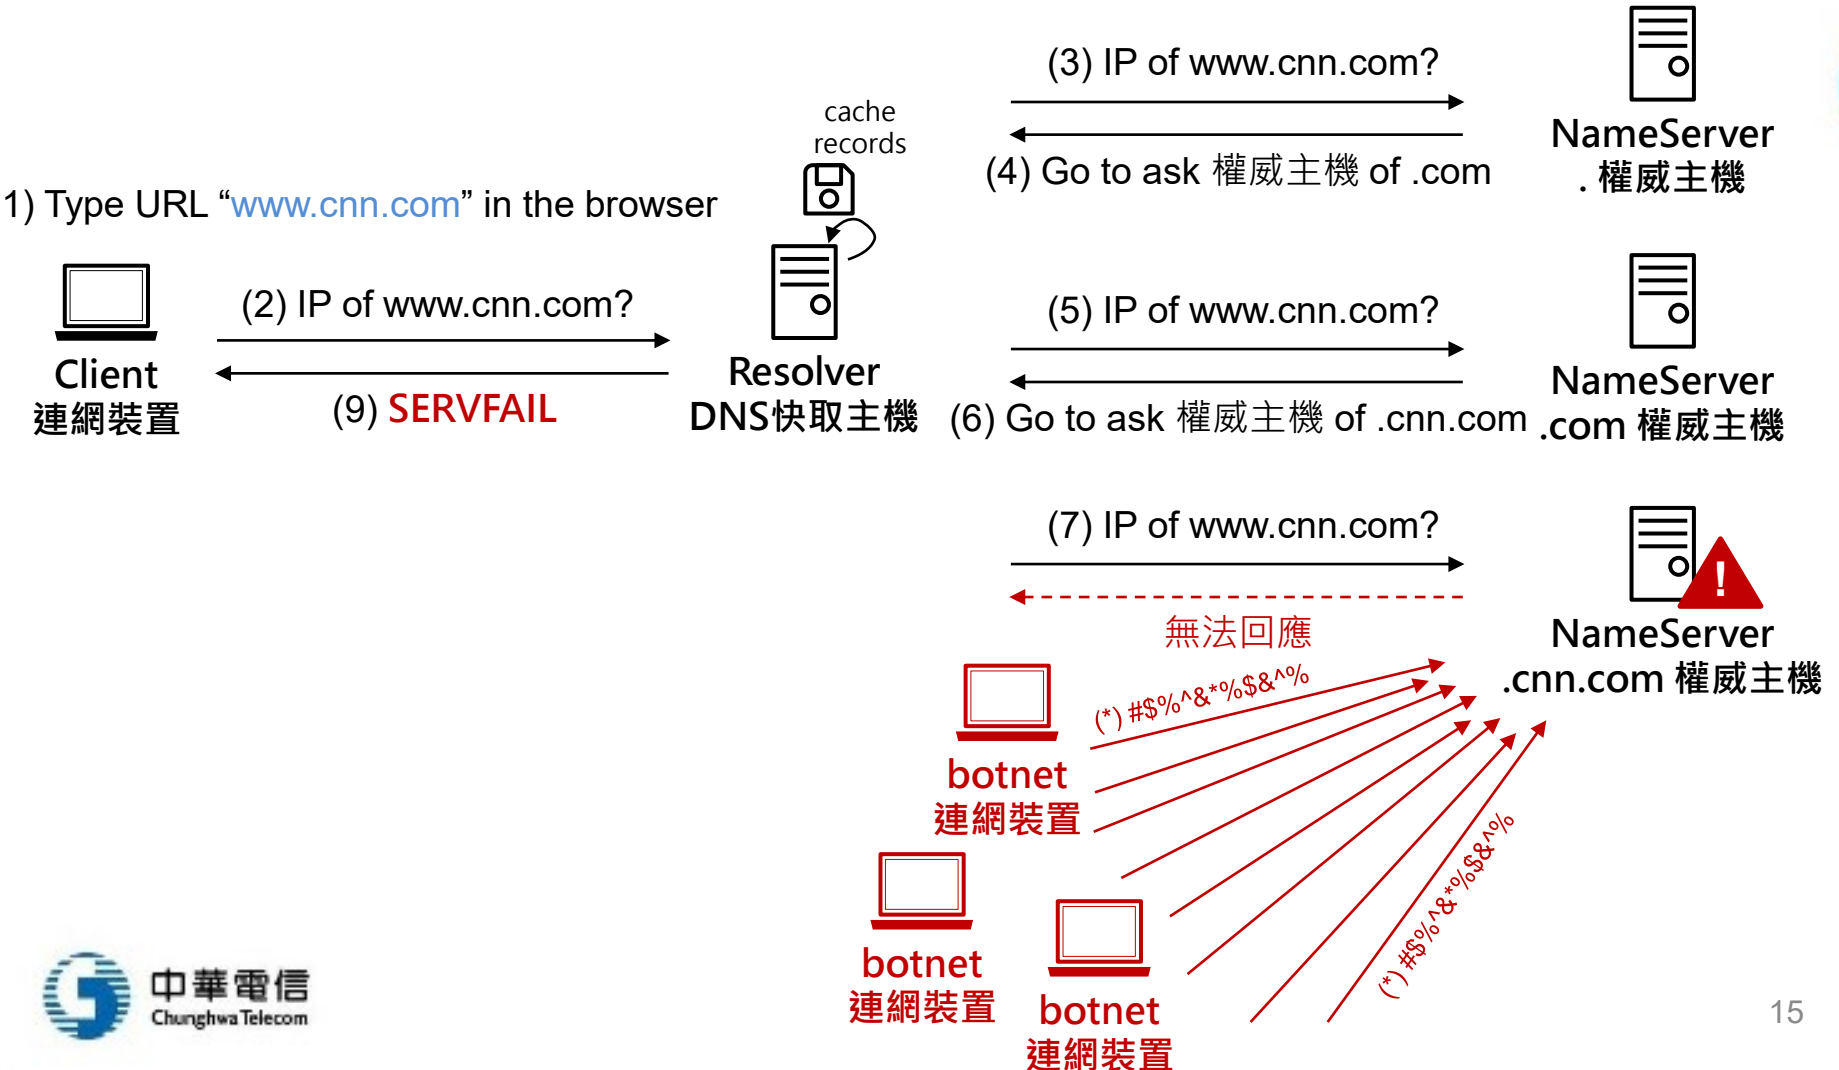 (3) IP of www.cnn.com?
(4) Go to ask 權威主機 of .com
NameServer
. 權威主機
cache
records
1) Type URL “www.cnn.com” in the browser
(2) IP of www.cnn.com?
(9) SERVFAIL
Client
連網裝置
Resolver
DNS快取主機
(5) IP of www.cnn.com?
(6) Go to ask 權威主機 of .cnn.com
NameServer
.com 權威主機
(7) IP of www.cnn.com?
無法回應
!
NameServer
.cnn.com 權威主機
(*) #$%^&*%$&^%
botnet
連網裝置
(*) #$%^&*%$&^%
botnet
連網裝置
botnet
連網裝置
中華電信
Chunghwa Telecom
15